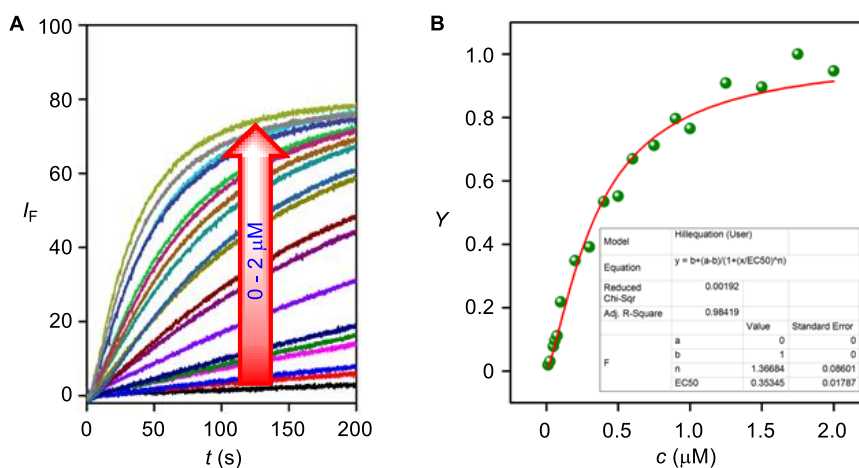 A
100
80
60
40
20
0
I_F
0 - 2 μM
0 50 100 150 200
t (s)
B
1.0
0.8
0.6
0.4
0.2
0
Y
Model Hillequation (User)
Equation y = b+(a-b)/(1+(x/EC50)^n)
Reduced Chi-Sqr 0.00192
Adj. R-Square 0.98419
Value Standard Error
F
a 0 0
b 1 0
n 1.36684 0.08601
EC50 0.35345 0.01787
0 0.5 1.0 1.5 2.0
c (μM)